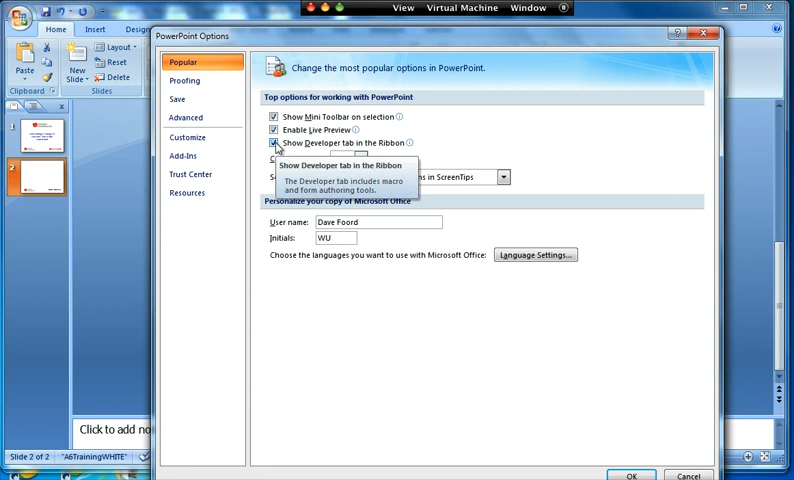 View Virtual Machine Window
PowerPoint Options
Home Insert
Layout
Paste
New Slide
Reset
Delete
Clipboard
Slides
1
2
Popular
Proofing
Save
Advanced
Customize
Add-Ins
Trust Center
Resources
Change the most popular options in PowerPoint.
Top options for working with PowerPoint
Show Mini Toolbar on selection
Enable Live Preview
Show Developer tab in the Ribbon
Show Developer tab in the Ribbon
The Developer tab includes macro
and form authoring tools.
ns in ScreenTips
Personalize your copy of Microsoft Office
User name: Dave Foord
Initials: WU
Choose the languages you want to use with Microsoft Office: Language Settings...
OK Cancel
Click to add no
Slide 2 of 2 "A6TrainingWHITE"